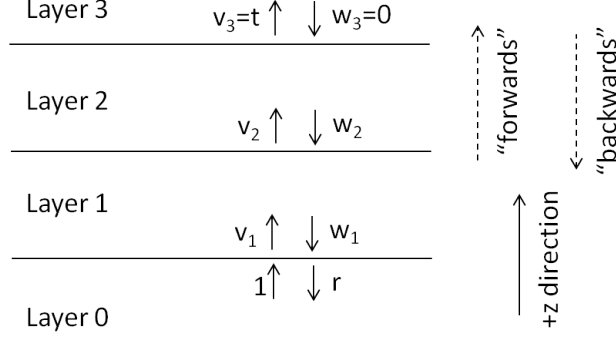 Layer 3
v₃=t
w₃=0
Layer 2
v₂
w₂
Layer 1
v₁
w₁
1
r
Layer 0
“forwards”
“backwards”
+z direction